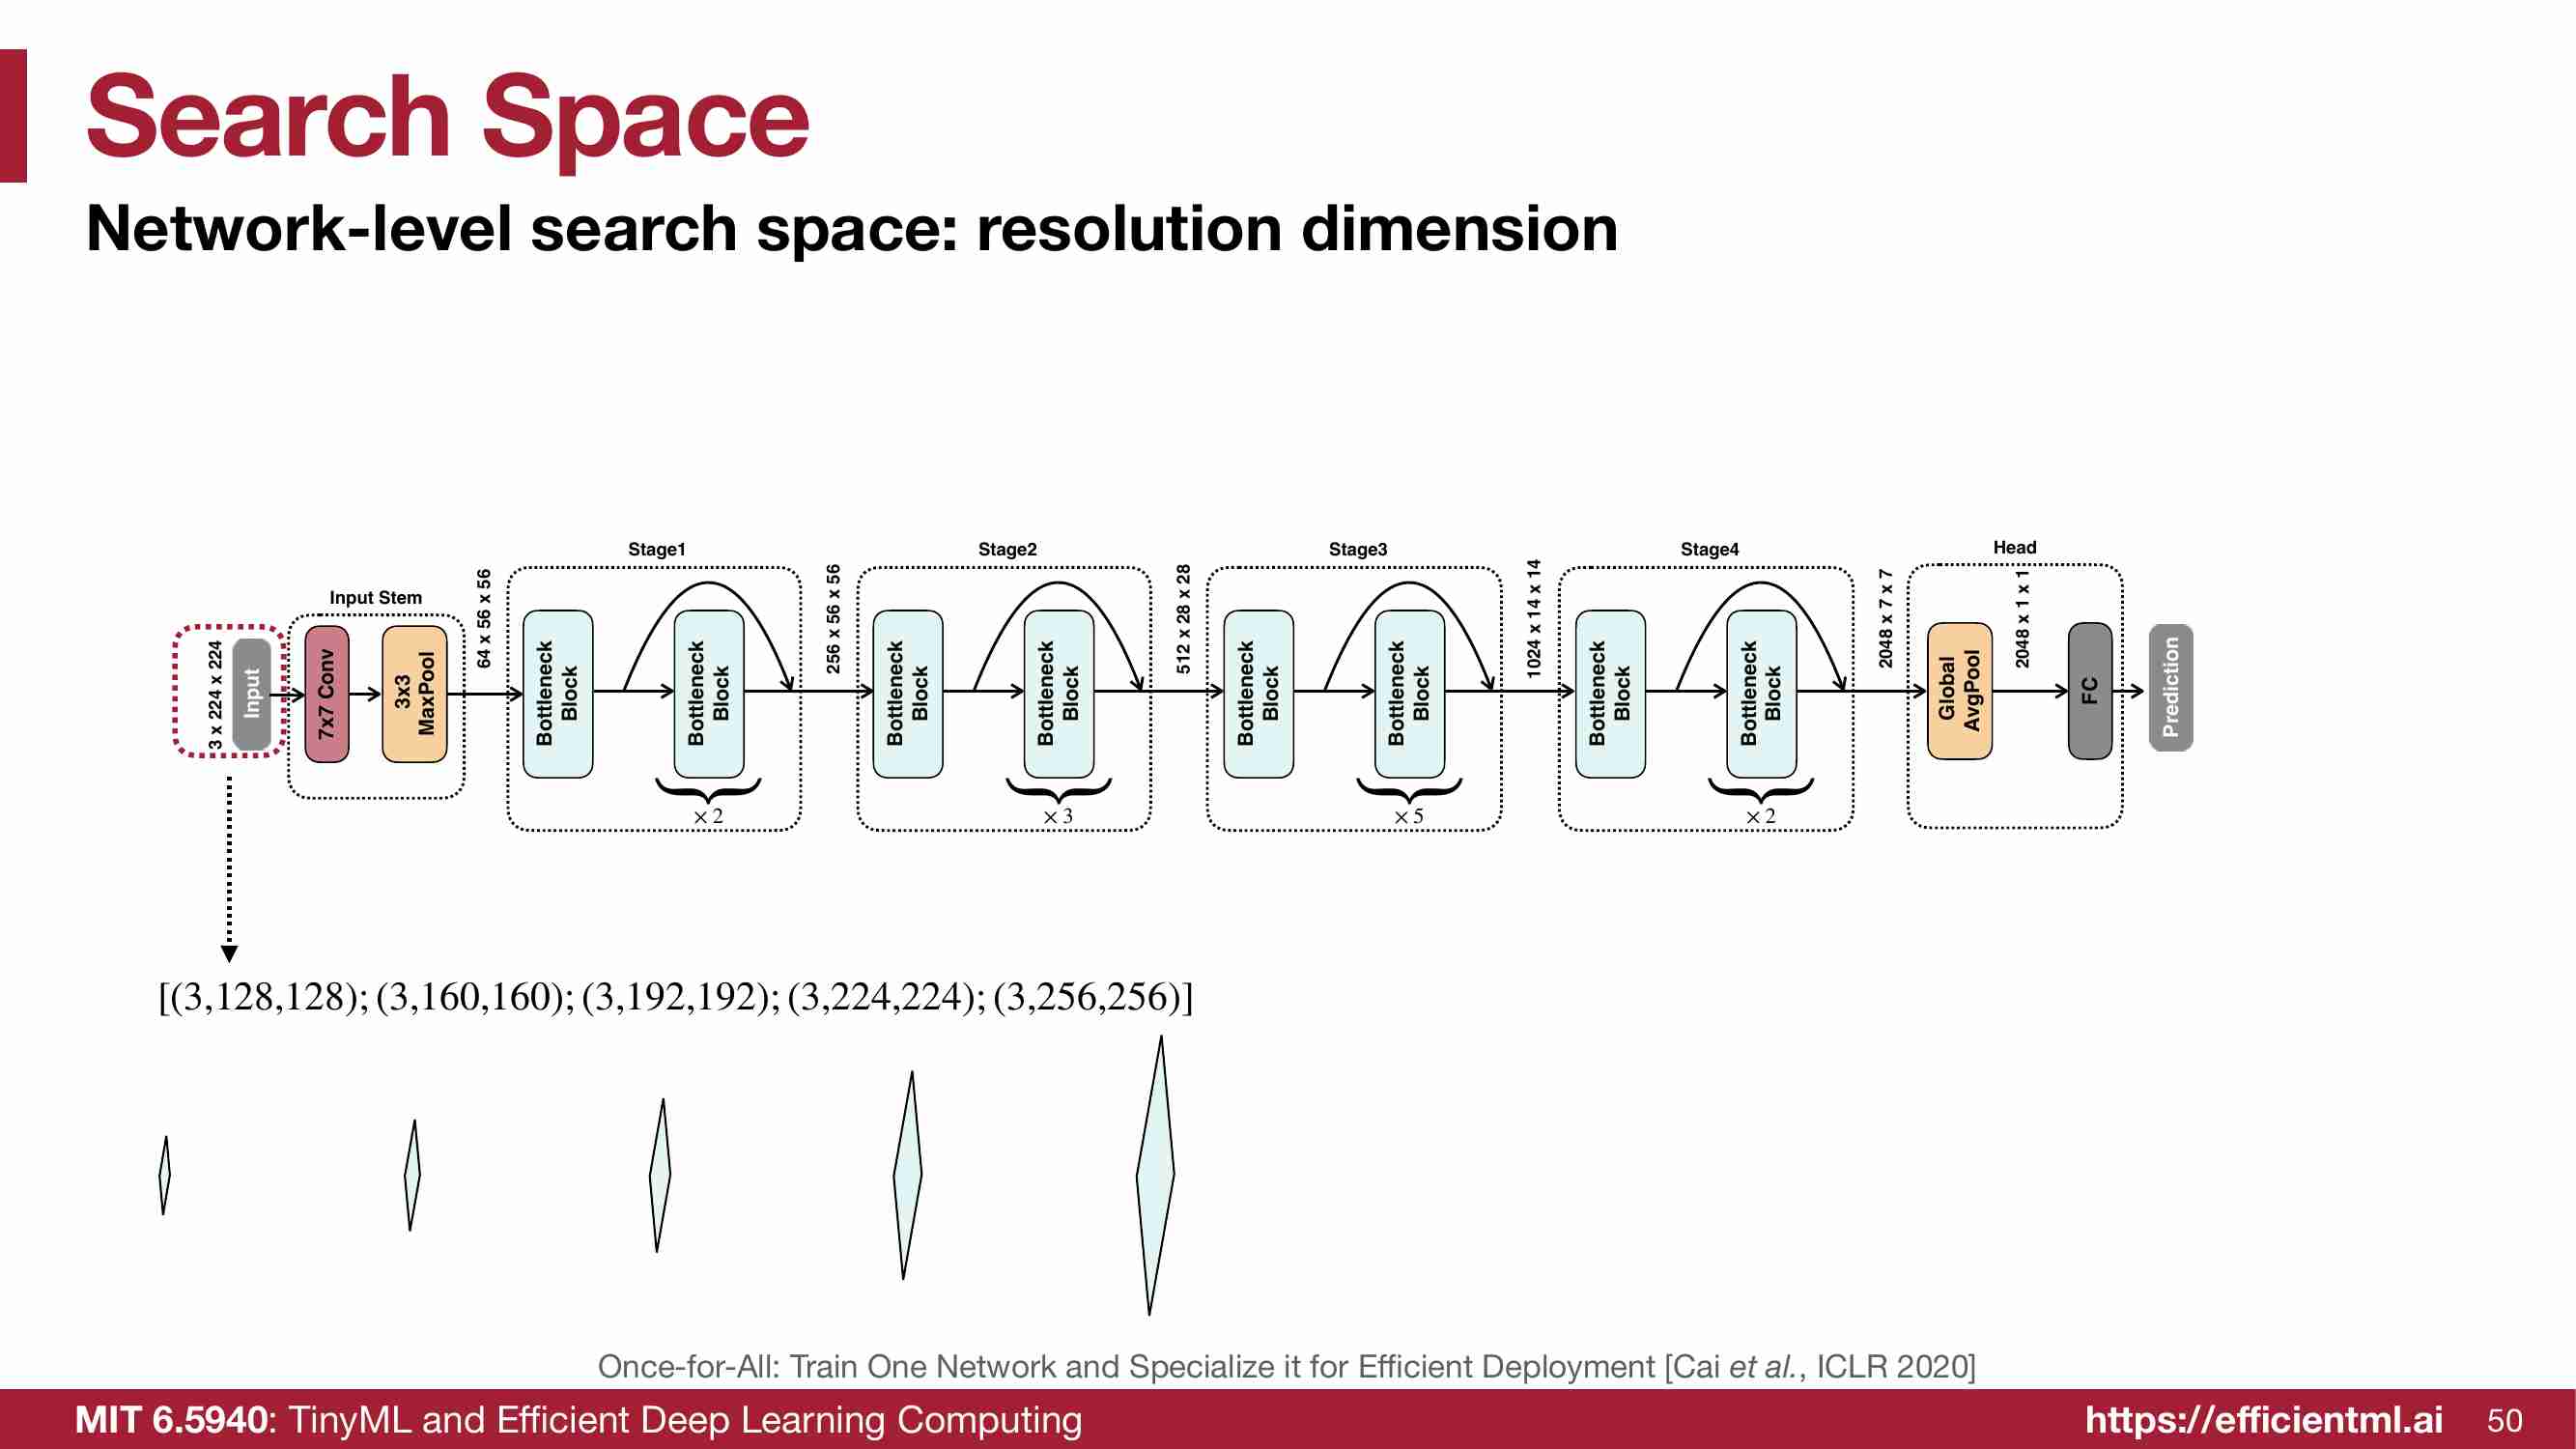 Search Space
Network-level search space: resolution dimension
3 x 224 x 224
Input
Input Stem
7x7 Conv
3x3
MaxPool
64 x 56 x 56
Stage1
Bottleneck
Block
Bottleneck
Block
× 2
256 x 56 x 56
Stage2
Bottleneck
Block
Bottleneck
Block
× 3
512 x 28 x 28
Stage3
Bottleneck
Block
Bottleneck
Block
× 5
1024 x 14 x 14
Stage4
Bottleneck
Block
Bottleneck
Block
× 2
2048 x 7 x 7
Head
Global
AvgPool
2048 x 1 x 1
FC
Prediction
[(3,128,128); (3,160,160); (3,192,192); (3,224,224); (3,256,256)]
Once-for-All: Train One Network and Specialize it for Efficient Deployment [Cai et al., ICLR 2020]
MIT 6.5940: TinyML and Efficient Deep Learning Computing
https://efficientml.ai
50